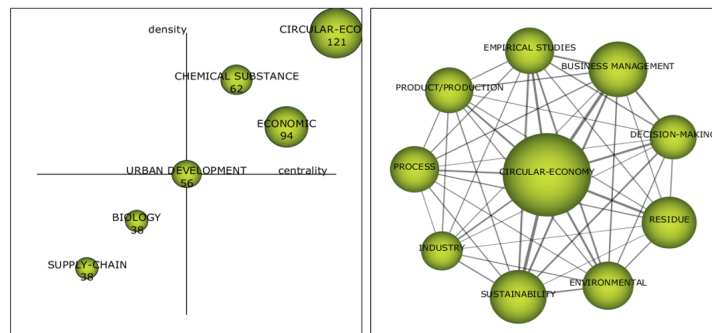 density
CIRCULAR-ECO
121
CHEMICAL SUBSTANCE
62
ECONOMIC
94
URBAN DEVELOPMENT
56
centrality
BIOLOGY
38
SUPPLY-CHAIN
38
EMPIRICAL STUDIES
BUSINESS MANAGEMENT
PRODUCT/PRODUCTION
DECISION-MAKING
PROCESS
CIRCULAR-ECONOMY
RESIDUE
INDUSTRY
ENVIRONMENTAL
SUSTAINABILITY